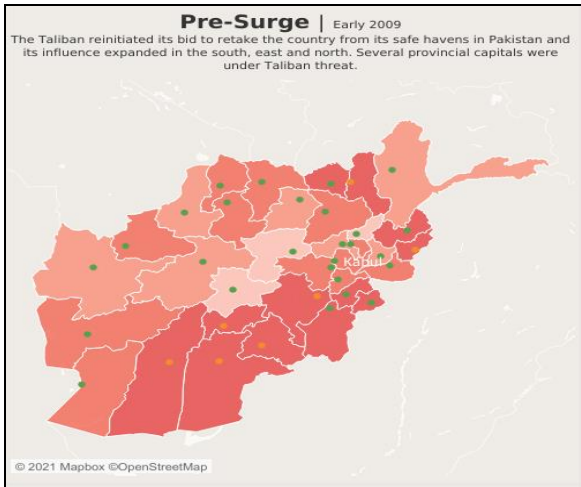 Pre-Surge | Early 2009
The Taliban reinitiated its bid to retake the country from its safe havens in Pakistan and
its influence expanded in the south, east and north. Several provincial capitals were
under Taliban threat.
Kabul
© 2021 Mapbox ©OpenStreetMap